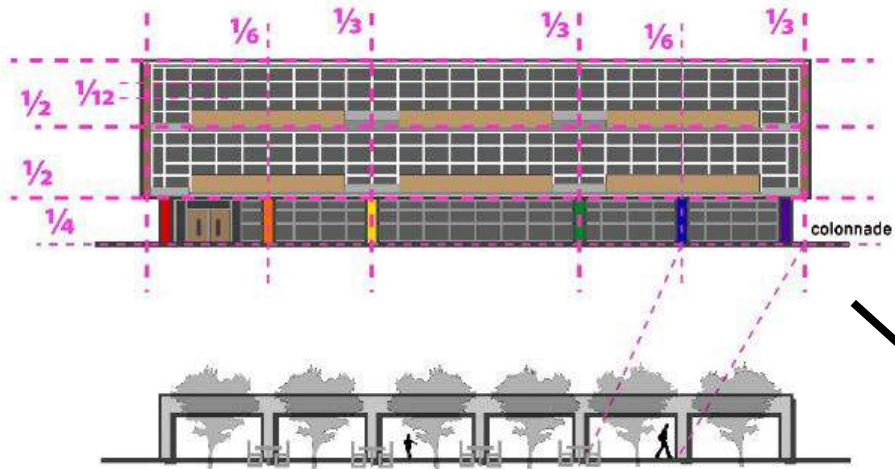 ⅙ ⅓ ⅓ ⅙ ⅓
½ 1/12
½
¼
colonnade